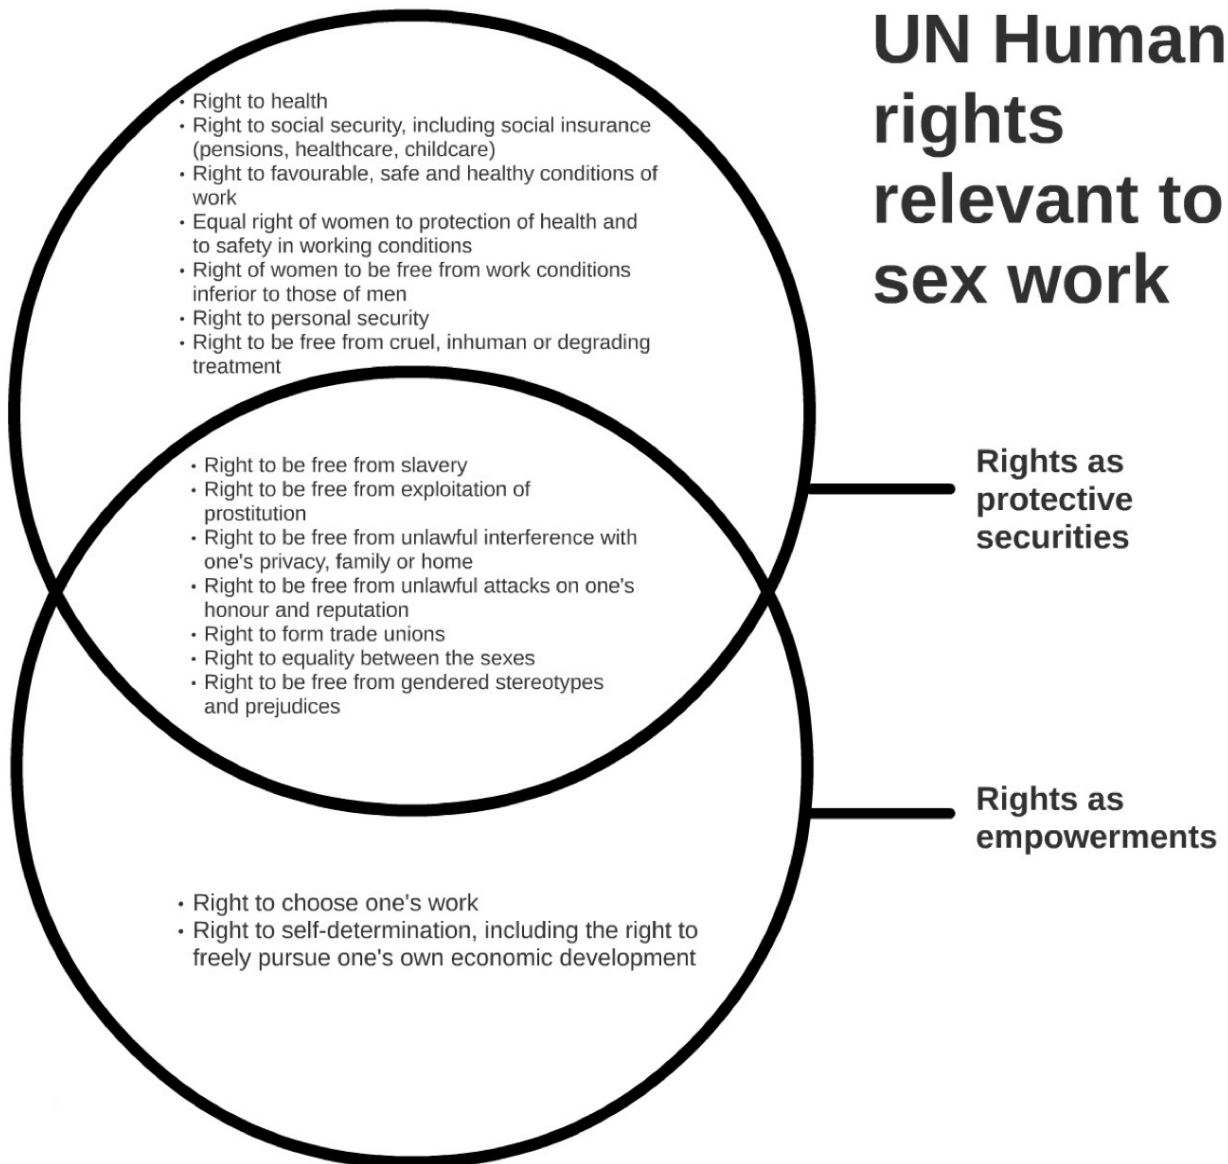 UN Human
rights
relevant to
sex work
• Right to health
• Right to social security, including social insurance
(pensions, healthcare, childcare)
• Right to favourable, safe and healthy conditions of
work
• Equal right of women to protection of health and
to safety in working conditions
• Right of women to be free from work conditions
inferior to those of men
• Right to personal security
• Right to be free from cruel, inhuman or degrading
treatment
• Right to be free from slavery
• Right to be free from exploitation of
prostitution
• Right to be free from unlawful interference with
one's privacy, family or home
• Right to be free from unlawful attacks on one's
honour and reputation
• Right to form trade unions
• Right to equality between the sexes
• Right to be free from gendered stereotypes
and prejudices
Rights as
protective
securities
Rights as
empowerments
• Right to choose one's work
• Right to self-determination, including the right to
freely pursue one's own economic development